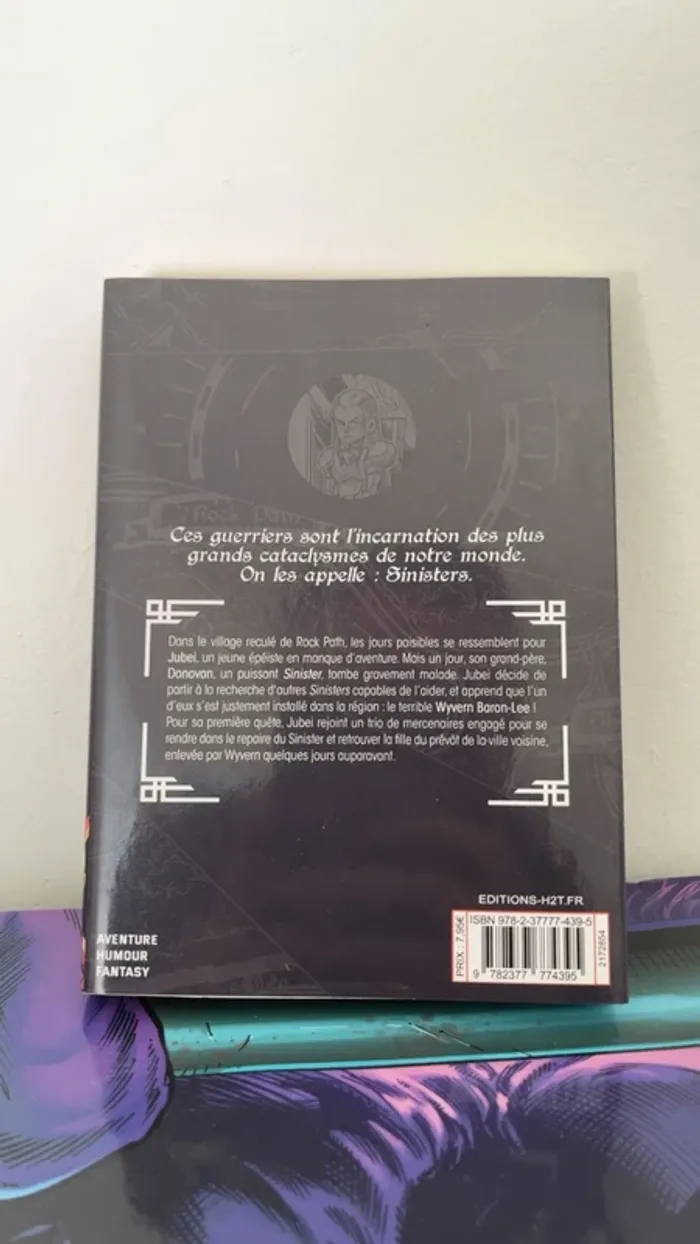 Rock Path
Ces guerriers sont l'incarnation des plus
grands cataclysmes de notre monde.
On les appelle : Sinisters.
Dans le village reculé de Rock Path, les jours paisibles se ressemblent pour
Jubei, un jeune épéiste en manque d'aventure. Mais un jour, son grand-père,
Donovan, un puissant Sinister, tombe gravement malade. Jubei décide de
partir à la recherche d'autres Sinisters capables de l'aider, et apprend que l'un
d'eux s'est justement installé dans la région : le terrible Wyvern Baron-Lee !
Pour sa première quête, Jubei rejoint un trio de mercenaires engagé pour se
rendre dans le repaire du Sinister et retrouver la fille du prévôt de la ville voisine,
enlevée par Wyvern quelques jours auparavant.
AVENTURE
HUMOUR
FANTASY
EDITIONS-H2T.FR
ISBN 978-2-37777-439-5
PRIX : 7,95€
9 782377 774395
2172854